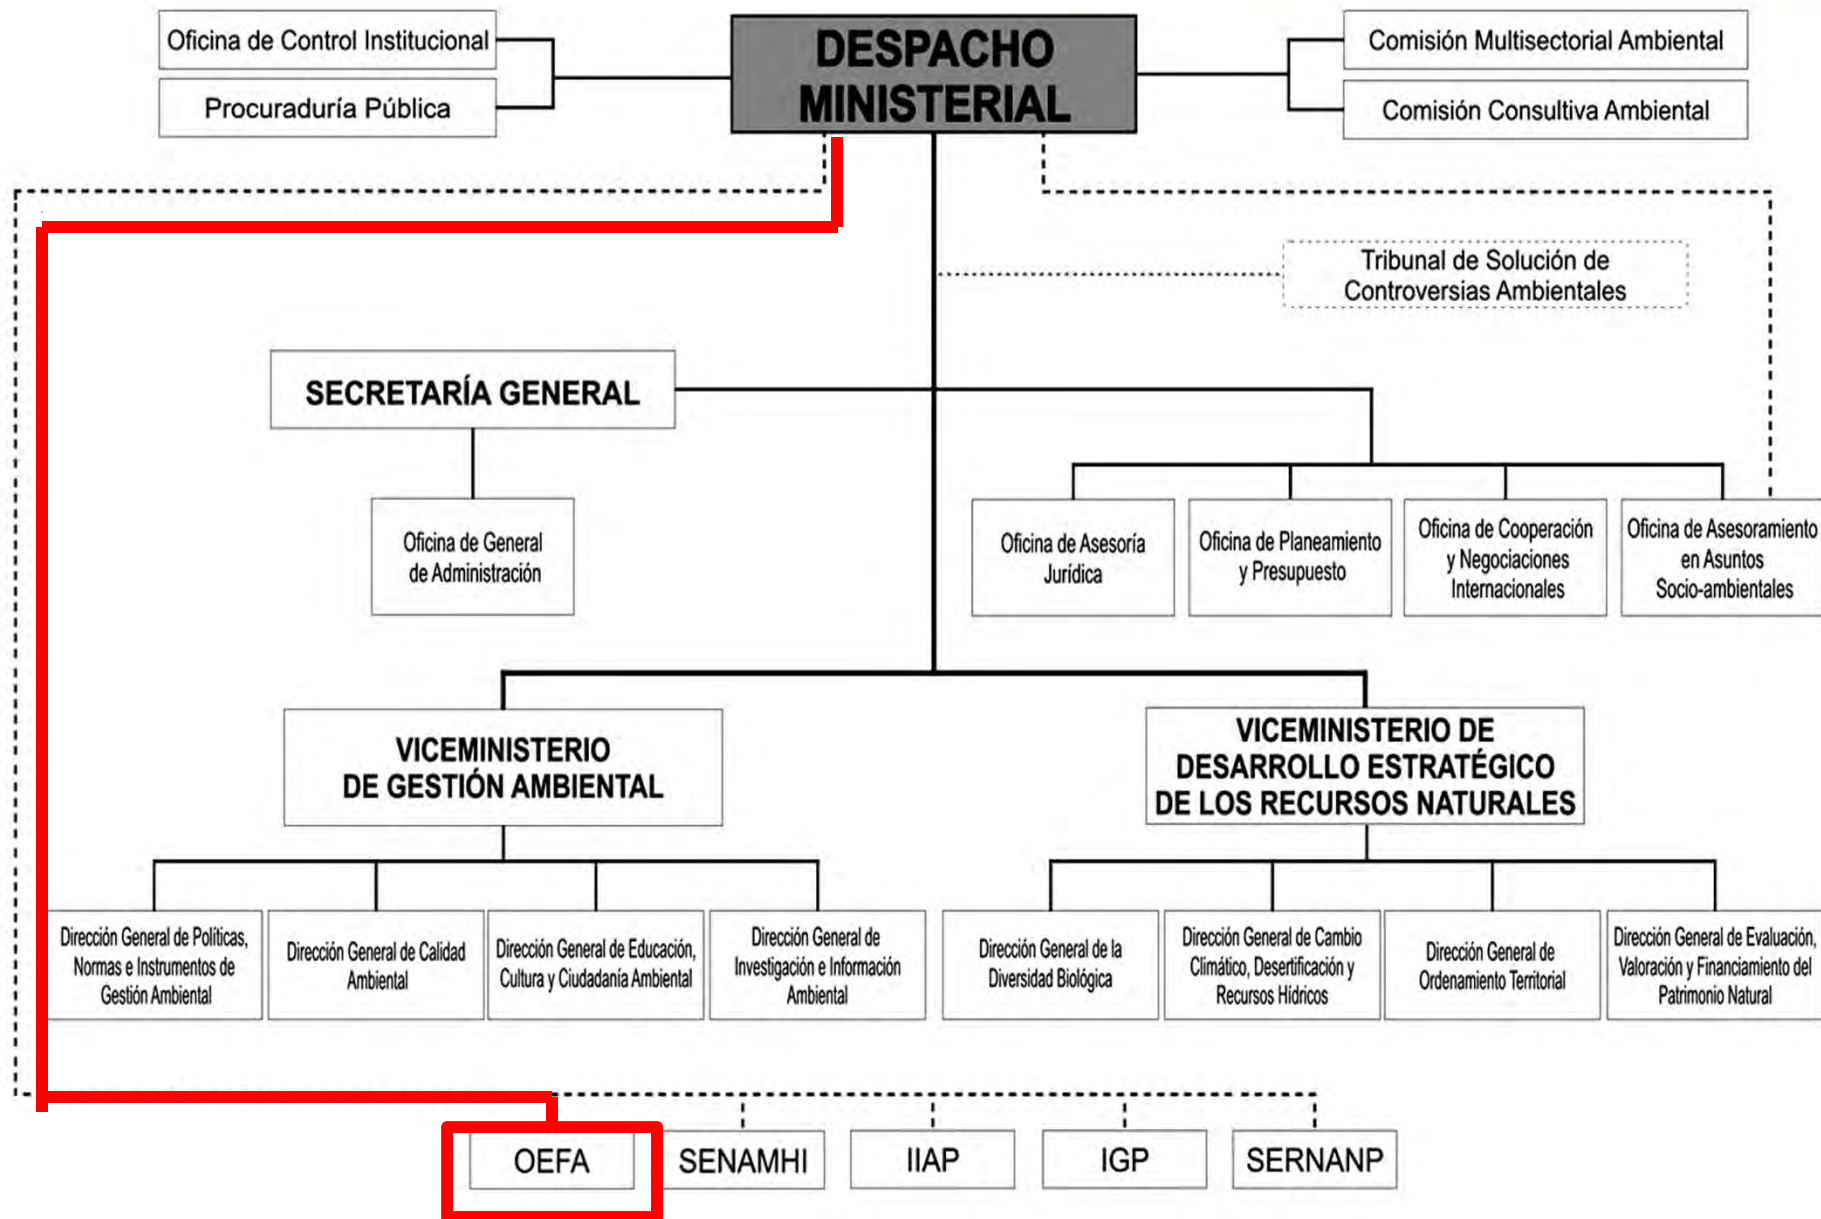 Oficina de Control Institucional
Procuraduría Pública
DESPACHO
MINISTERIAL
Comisión Multisectorial Ambiental
Comisión Consultiva Ambiental
Tribunal de Solución de
Controversias Ambientales
SECRETARÍA GENERAL
Oficina de General
de Administración
Oficina de Asesoría
Jurídica
Oficina de Planeamiento
y Presupuesto
Oficina de Cooperación
y Negociaciones
Internacionales
Oficina de Asesoramiento
en Asuntos
Socio-ambientales
VICEMINISTERIO
DE GESTIÓN AMBIENTAL
VICEMINISTERIO DE
DESARROLLO ESTRATÉGICO
DE LOS RECURSOS NATURALES
Dirección General de Políticas,
Normas e Instrumentos de
Gestión Ambiental
Dirección General de Calidad
Ambiental
Dirección General de Educación,
Cultura y Ciudadanía Ambiental
Dirección General de
Investigación e Información
Ambiental
Dirección General de la
Diversidad Biológica
Dirección General de Cambio
Climático, Desertificación y
Recursos Hídricos
Dirección General de
Ordenamiento Territorial
Dirección General de Evaluación,
Valoración y Financiamiento del
Patrimonio Natural
OEFA
SENAMHI
IIAP
IGP
SERNANP